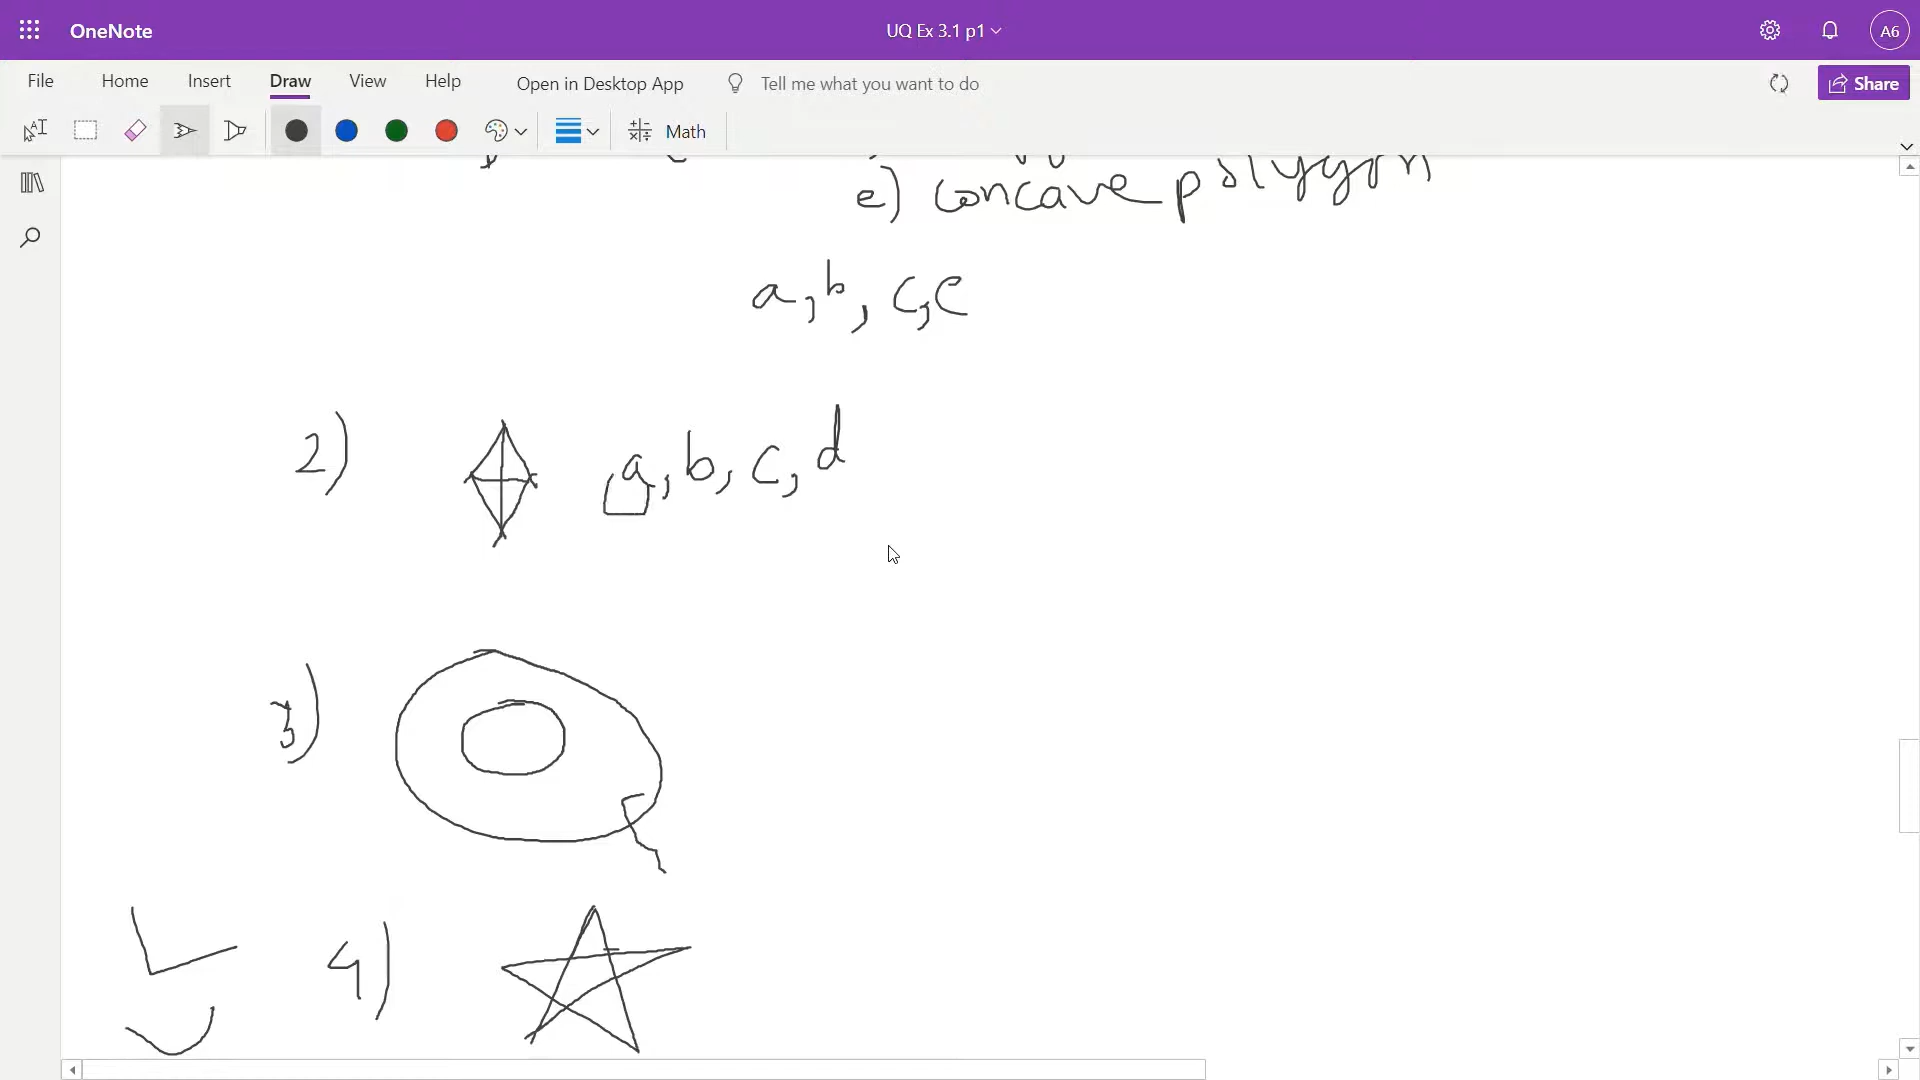 OneNote
UQ Ex 3.1 p1
A6
File Home Insert Draw View Help Open in Desktop App Tell me what you want to do Share
Math
e) concave polygon
a, b, c, e
2) a, b, c, d
3)
4)